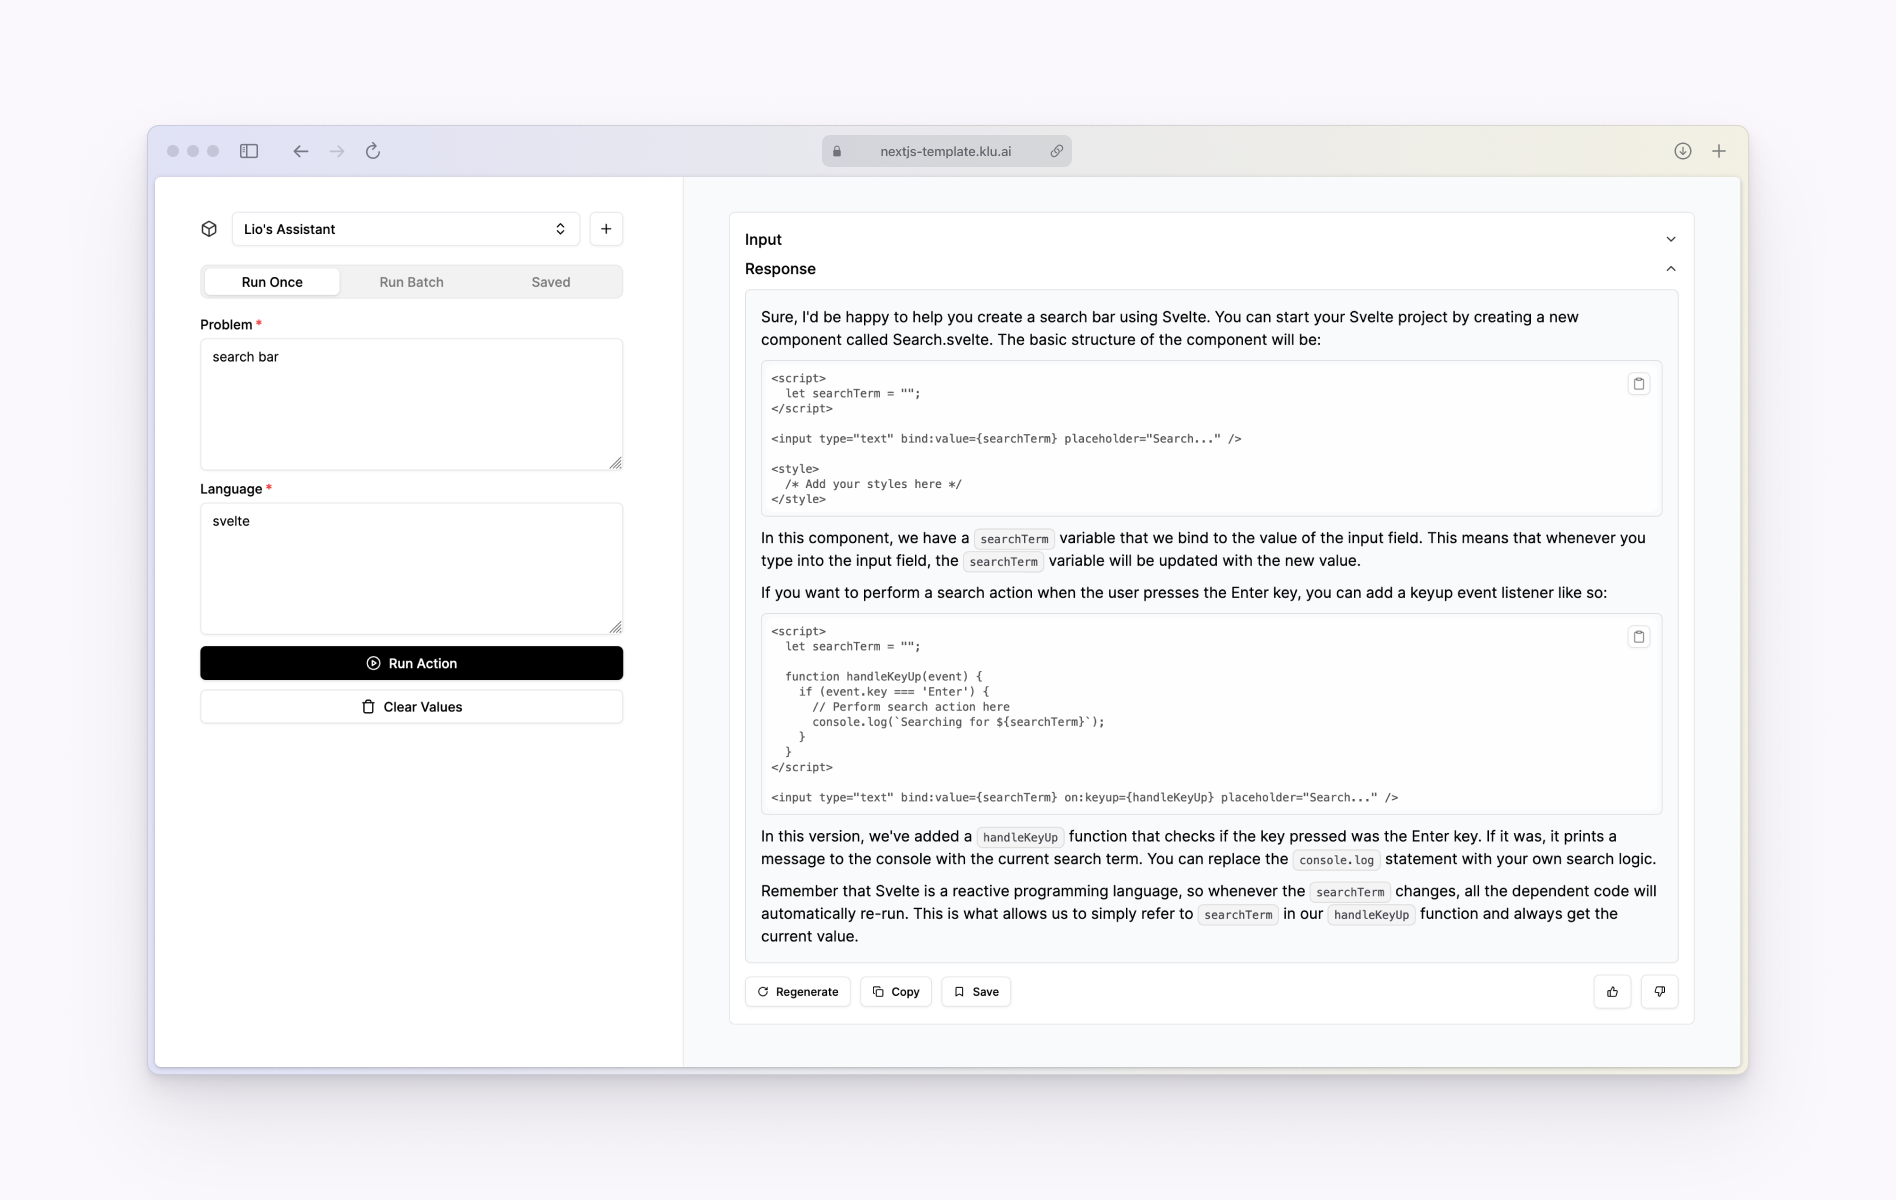 nextjs-template.klu.ai
Lio's Assistant
Run Once
Run Batch
Saved
Problem *
search bar
Language *
svelte
Run Action
Clear Values
Input
Response
Sure, I'd be happy to help you create a search bar using Svelte. You can start your Svelte project by creating a new
component called Search.svelte. The basic structure of the component will be:
<script>
  let searchTerm = "";
</script>

<input type="text" bind:value={searchTerm} placeholder="Search..." />

<style>
  /* Add your styles here */
</style>
In this component, we have a searchTerm variable that we bind to the value of the input field. This means that whenever you
type into the input field, the searchTerm variable will be updated with the new value.
If you want to perform a search action when the user presses the Enter key, you can add a keyup event listener like so:
<script>
  let searchTerm = "";

  function handleKeyUp(event) {
    if (event.key === 'Enter') {
      // Perform search action here
      console.log(`Searching for ${searchTerm}`);
    }
  }
</script>

<input type="text" bind:value={searchTerm} on:keyup={handleKeyUp} placeholder="Search..." />
In this version, we've added a handleKeyUp function that checks if the key pressed was the Enter key. If it was, it prints a
message to the console with the current search term. You can replace the console.log statement with your own search logic.
Remember that Svelte is a reactive programming language, so whenever the searchTerm changes, all the dependent code will
automatically re-run. This is what allows us to simply refer to searchTerm in our handleKeyUp function and always get the
current value.
Regenerate
Copy
Save